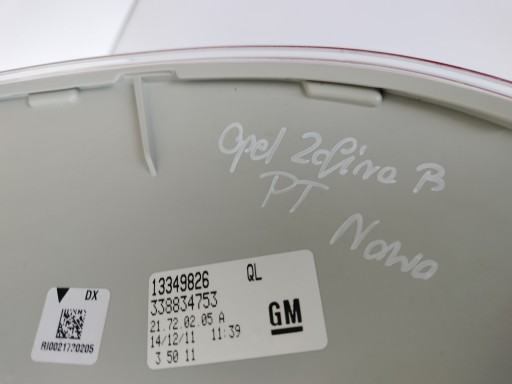 Opel Zafira B
PT
Nowa
13349826 QL
338834753
21.72.02.05 A
14/12/11 11:39
3 50 11
GM
DX
RI0021720205